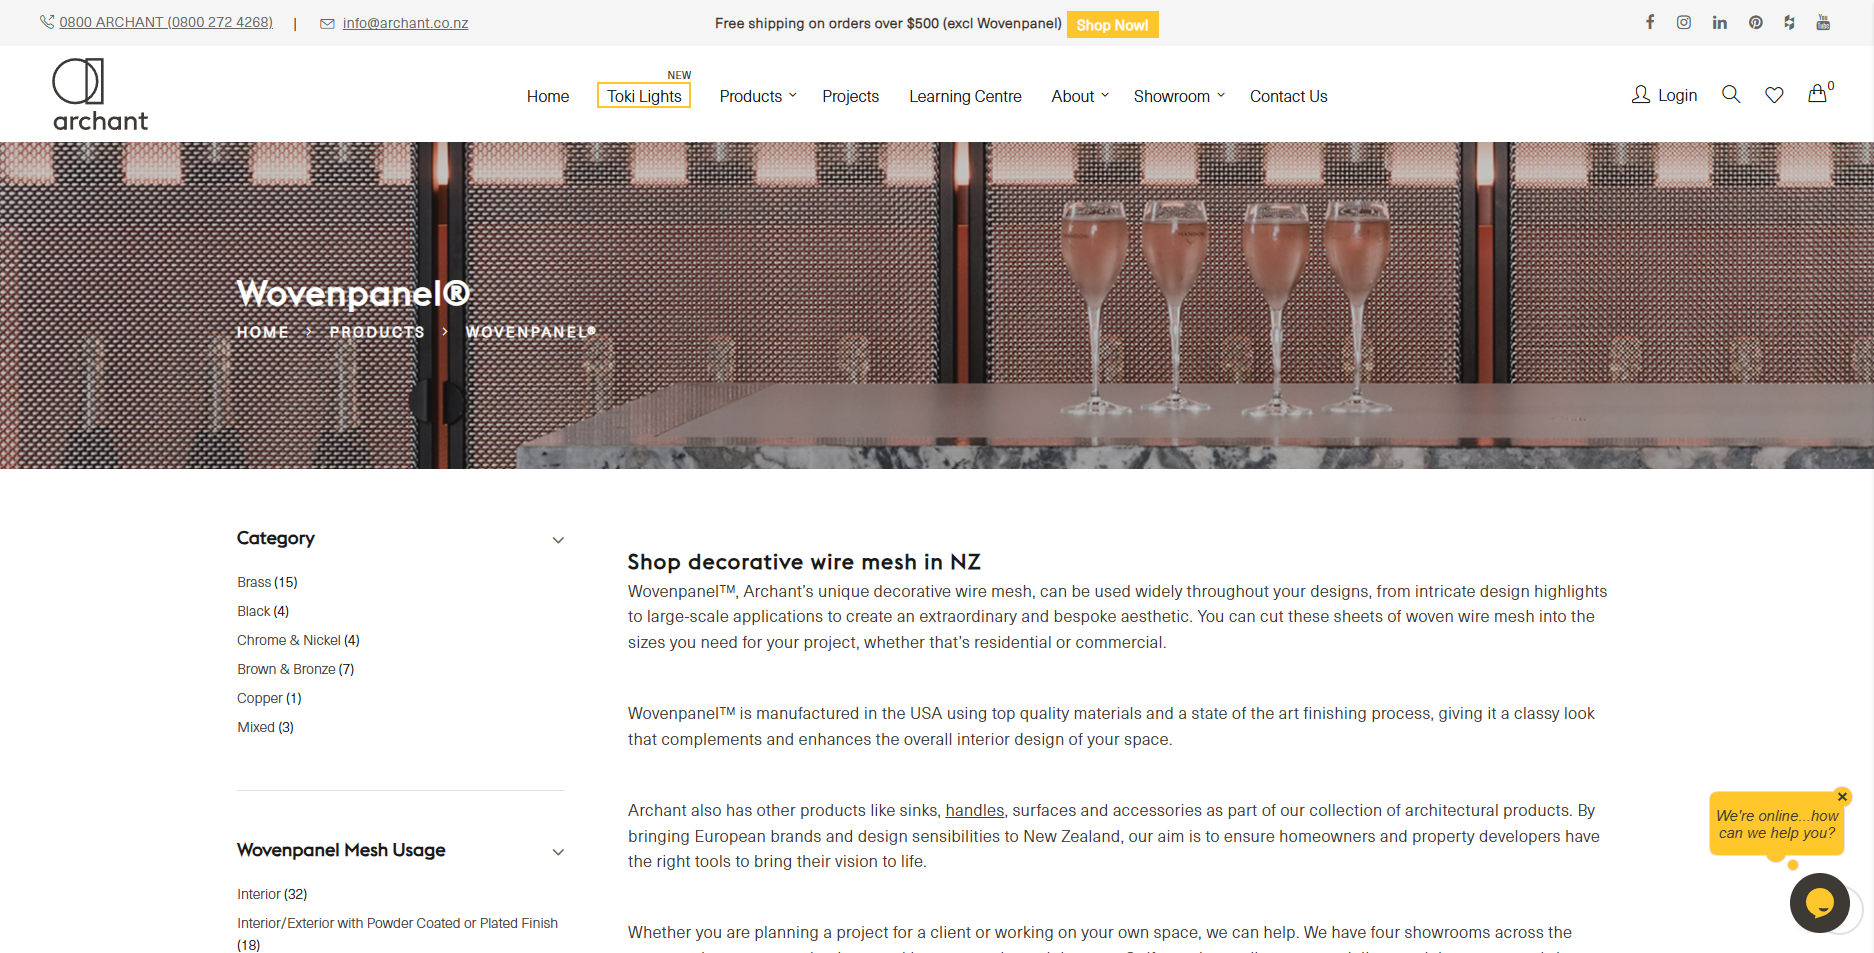 0800 ARCHANT (0800 272 4268) | info@archant.co.nz
Free shipping on orders over $500 (excl Wovenpanel) Shop Now!
You
Tube
archant
NEW
Home Toki Lights Products Projects Learning Centre About Showroom Contact Us
Login 0
Wovenpanel®
HOME > PRODUCTS > WOVENPANEL®
Category
Brass (15)
Black (4)
Chrome & Nickel (4)
Brown & Bronze (7)
Copper (1)
Mixed (3)
Wovenpanel Mesh Usage
Interior (32)
Interior/Exterior with Powder Coated or Plated Finish
(18)
Shop decorative wire mesh in NZ
Wovenpanel™, Archant’s unique decorative wire mesh, can be used widely throughout your designs, from intricate design highlights
to large-scale applications to create an extraordinary and bespoke aesthetic. You can cut these sheets of woven wire mesh into the
sizes you need for your project, whether that’s residential or commercial.
Wovenpanel™ is manufactured in the USA using top quality materials and a state of the art finishing process, giving it a classy look
that complements and enhances the overall interior design of your space.
Archant also has other products like sinks, handles, surfaces and accessories as part of our collection of architectural products. By
bringing European brands and design sensibilities to New Zealand, our aim is to ensure homeowners and property developers have
the right tools to bring their vision to life.
Whether you are planning a project for a client or working on your own space, we can help. We have four showrooms across the
We're online...how
can we help you?